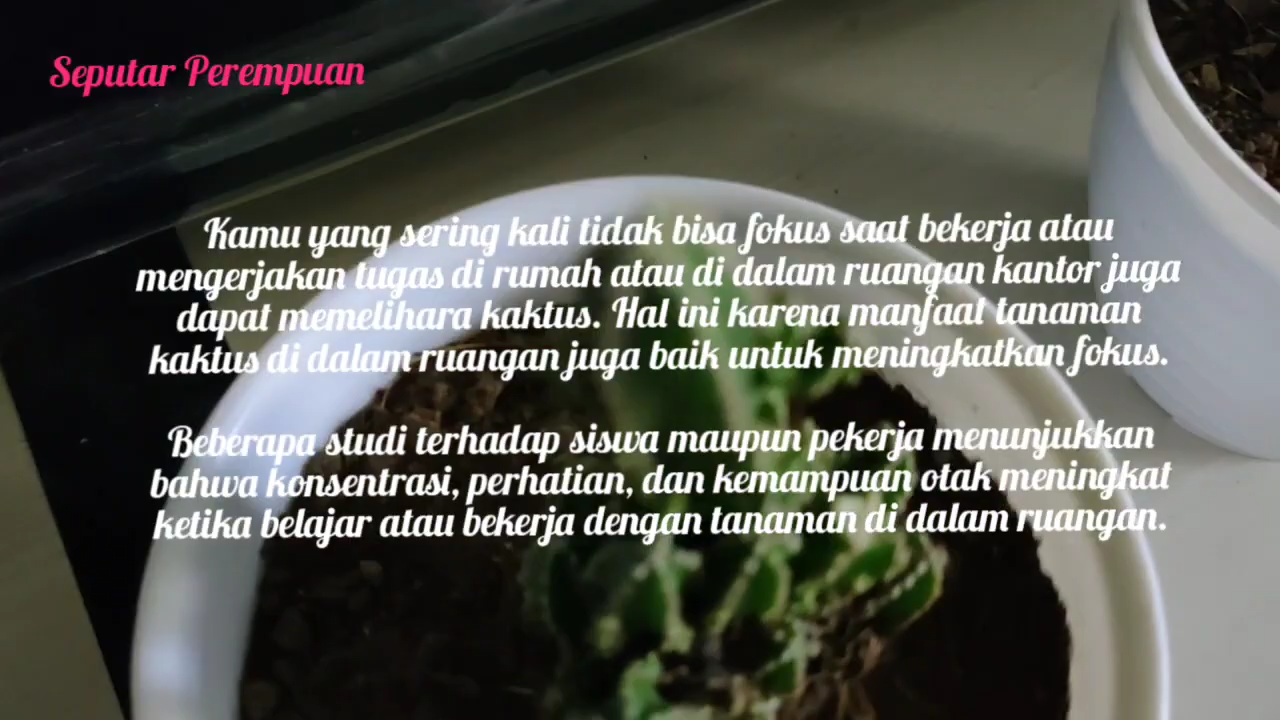 Seputar Perempuan
Kamu yang sering kali tidak bisa fokus saat bekerja atau
mengerjakan tugas di rumah atau di dalam ruangan kantor juga
dapat memelihara kaktus. Hal ini karena manfaat tanaman
kaktus di dalam ruangan juga baik untuk meningkatkan fokus.
Beberapa studi terhadap siswa maupun pekerja menunjukkan
bahwa konsentrasi, perhatian, dan kemampuan otak meningkat
ketika belajar atau bekerja dengan tanaman di dalam ruangan.